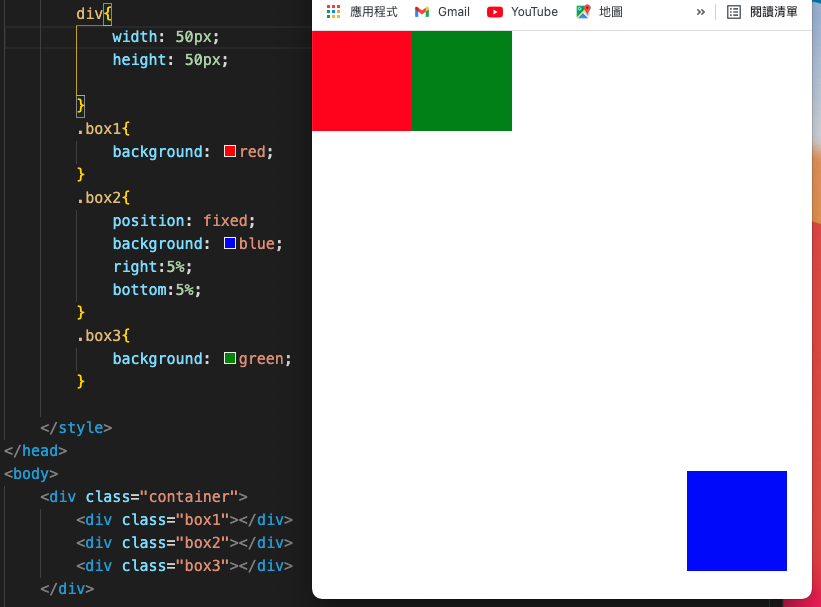 div{
width: 50px;
height: 50px;
}
.box1{
background: red;
}
.box2{
position: fixed;
background: blue;
right:5%;
bottom:5%;
}
.box3{
background: green;
}
</style>
</head>
<body>
<div class="container">
<div class="box1"></div>
<div class="box2"></div>
<div class="box3"></div>
</div>
應用程式 Gmail YouTube 地圖 » 閱讀清單